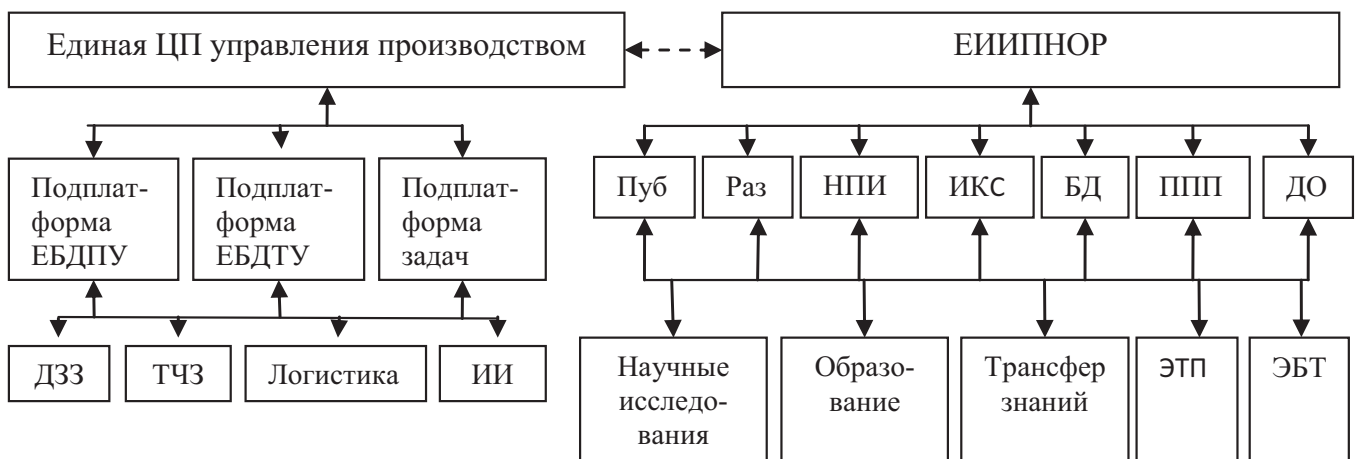 Единая ЦП управления производством
ЕИИПНОР
Подплат-
форма
ЕБДПУ
Подплат-
форма
ЕБДТУ
Подплат-
форма
задач
Пуб
Раз
НПИ
ИКС
БД
ППП
ДО
ДЗЗ
ТЧЗ
Логистика
ИИ
Научные
исследо-
вания
Образо-
вание
Трансфер
знаний
ЭТП
ЭБТ